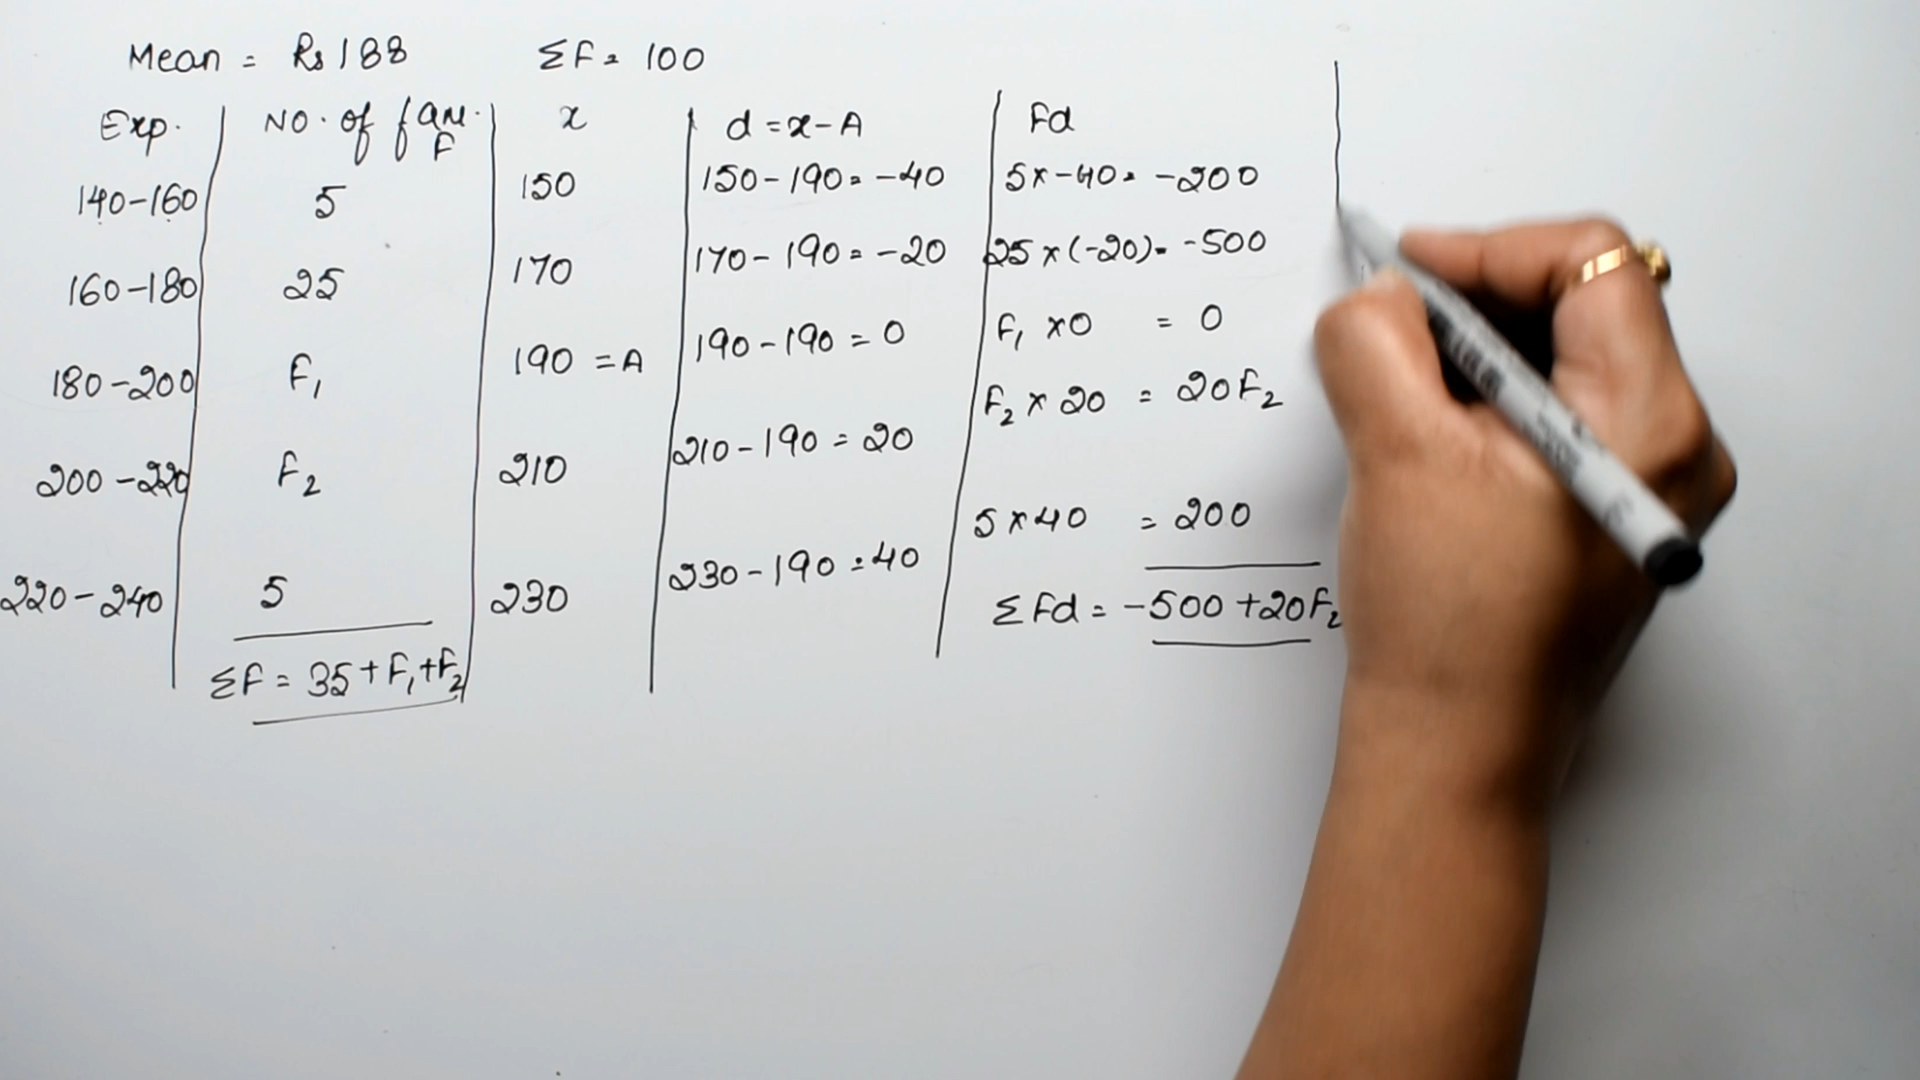 Mean = Rs 188 ΣF = 100
Exp. No. of fam. F x d = x - A Fd
140-160 5 150 150 - 190 = -40 5 x -40 = -200
160-180 25 170 170 - 190 = -20 25 x (-20) = -500
180-200 F₁ 190 = A 190 - 190 = 0 F₁ x 0 = 0
200-220 F₂ 210 210 - 190 = 20 F₂ x 20 = 20F₂
220-240 5 230 230 - 190 = 40 5 x 40 = 200
ΣF = 35 + F₁ + F₂ ΣFd = -500 + 20F₂